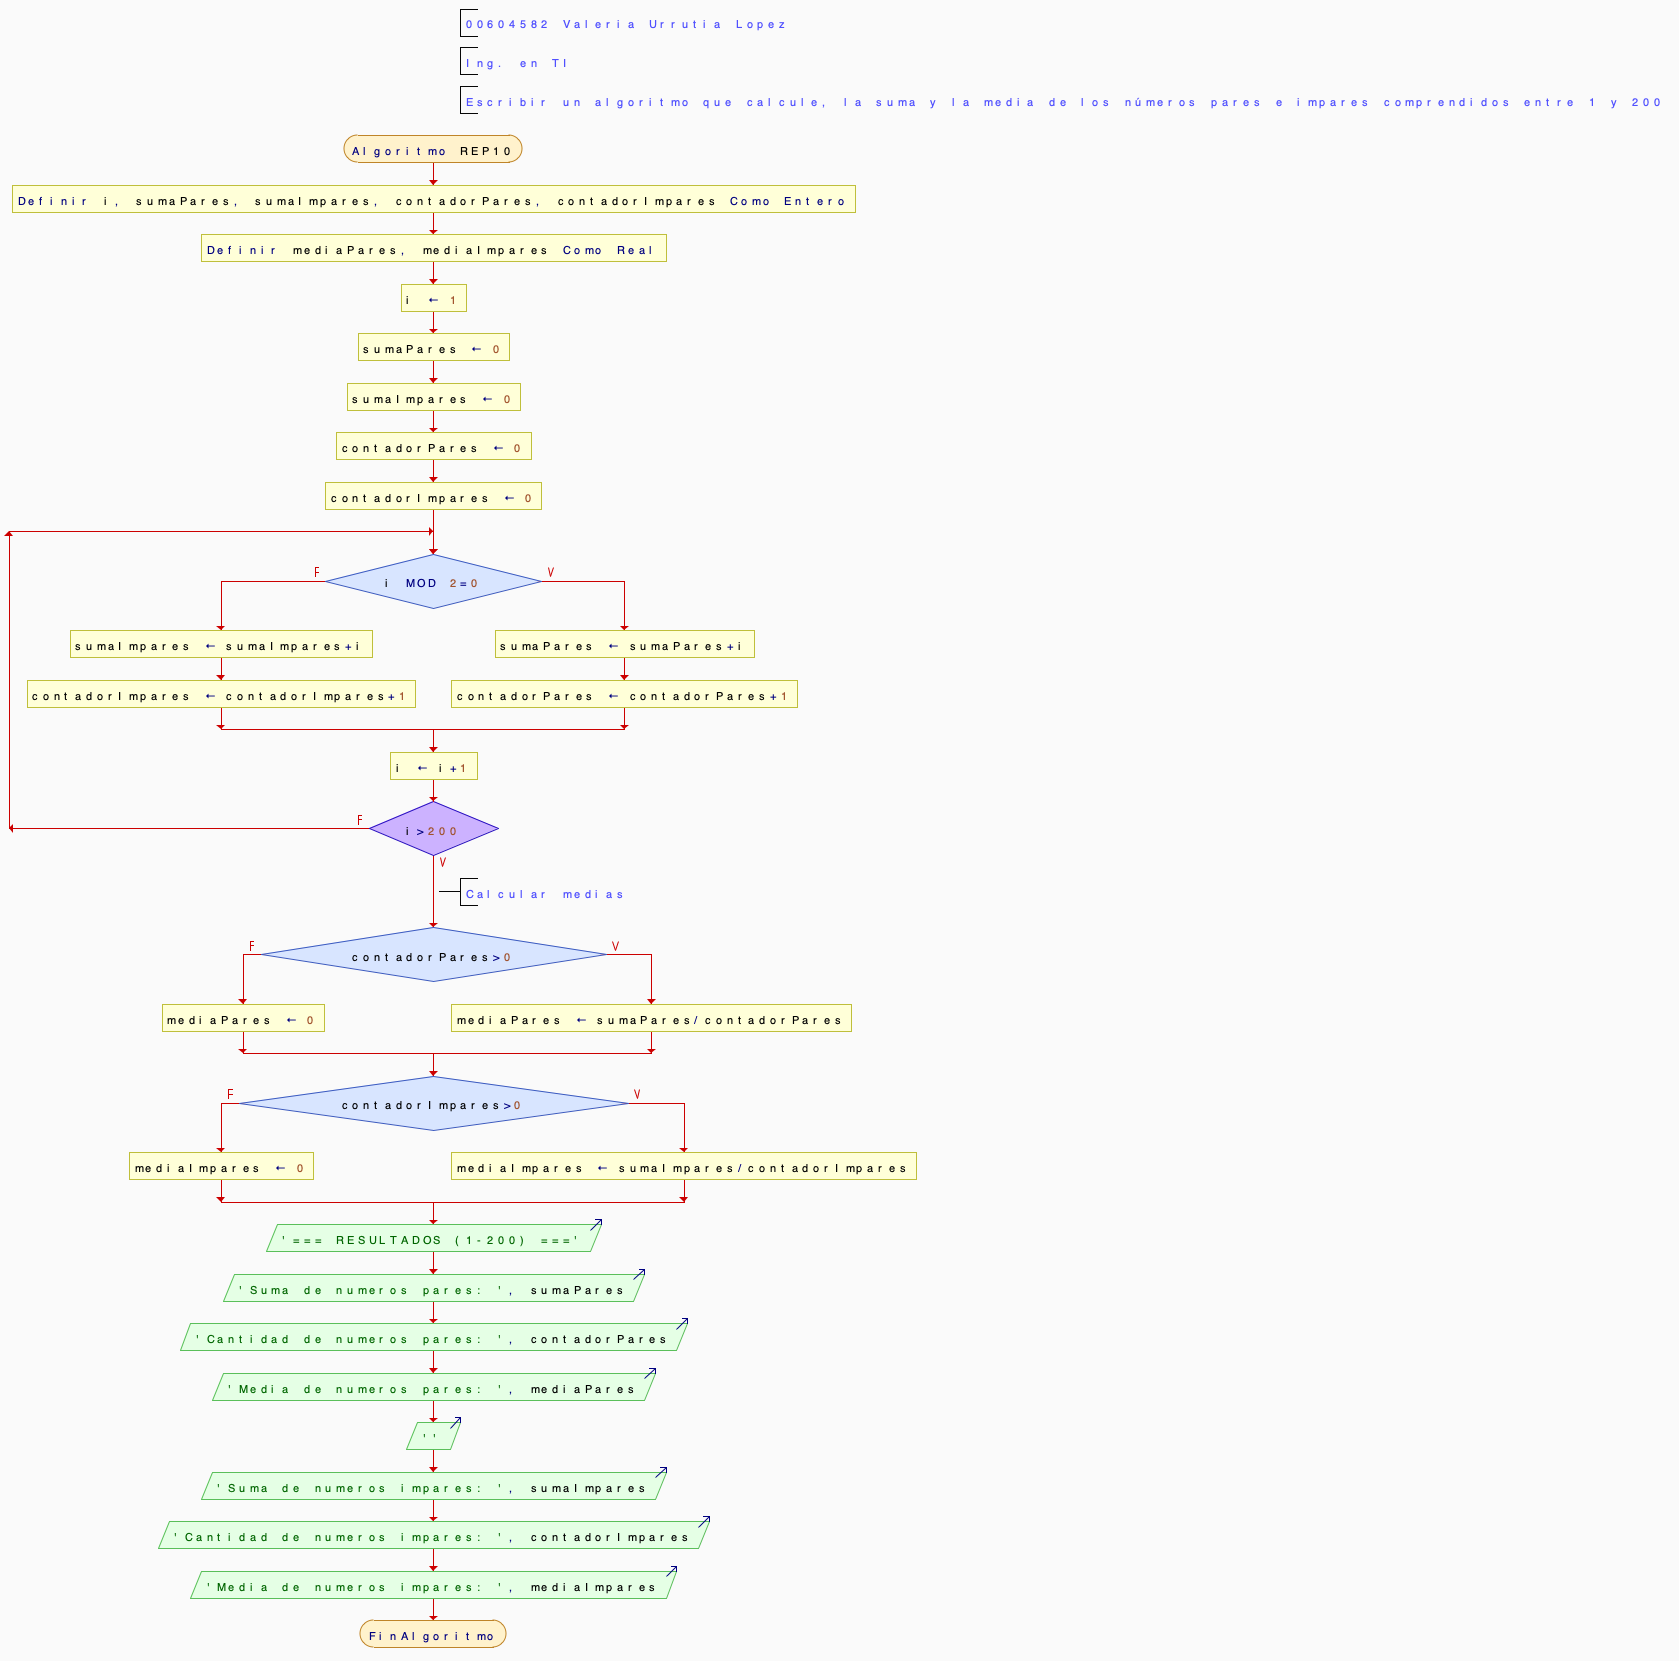 00604582 Valeria Urrutia Lopez
Ing. en TI
Escribir un algoritmo que calcule, la suma y la media de los números pares e impares comprendidos entre 1 y 200
Algoritmo REP10
Definir i, sumaPares, sumaImpares, contadorPares, contadorImpares Como Entero
Definir mediaPares, mediaImpares Como Real
i ← 1
sumaPares ← 0
sumaImpares ← 0
contadorPares ← 0
contadorImpares ← 0
F
V
i MOD 2=0
sumaImpares ← sumaImpares+i
sumaPares ← sumaPares+i
contadorImpares ← contadorImpares+1
contadorPares ← contadorPares+1
i ← i+1
F
i>200
V
Calcular medias
F
V
contadorPares>0
mediaPares ← 0
mediaPares ← sumaPares/contadorPares
F
V
contadorImpares>0
mediaImpares ← 0
mediaImpares ← sumaImpares/contadorImpares
'=== RESULTADOS (1-200) ==='
'Suma de numeros pares: ', sumaPares
'Cantidad de numeros pares: ', contadorPares
'Media de numeros pares: ', mediaPares
''
'Suma de numeros impares: ', sumaImpares
'Cantidad de numeros impares: ', contadorImpares
'Media de numeros impares: ', mediaImpares
FinAlgoritmo